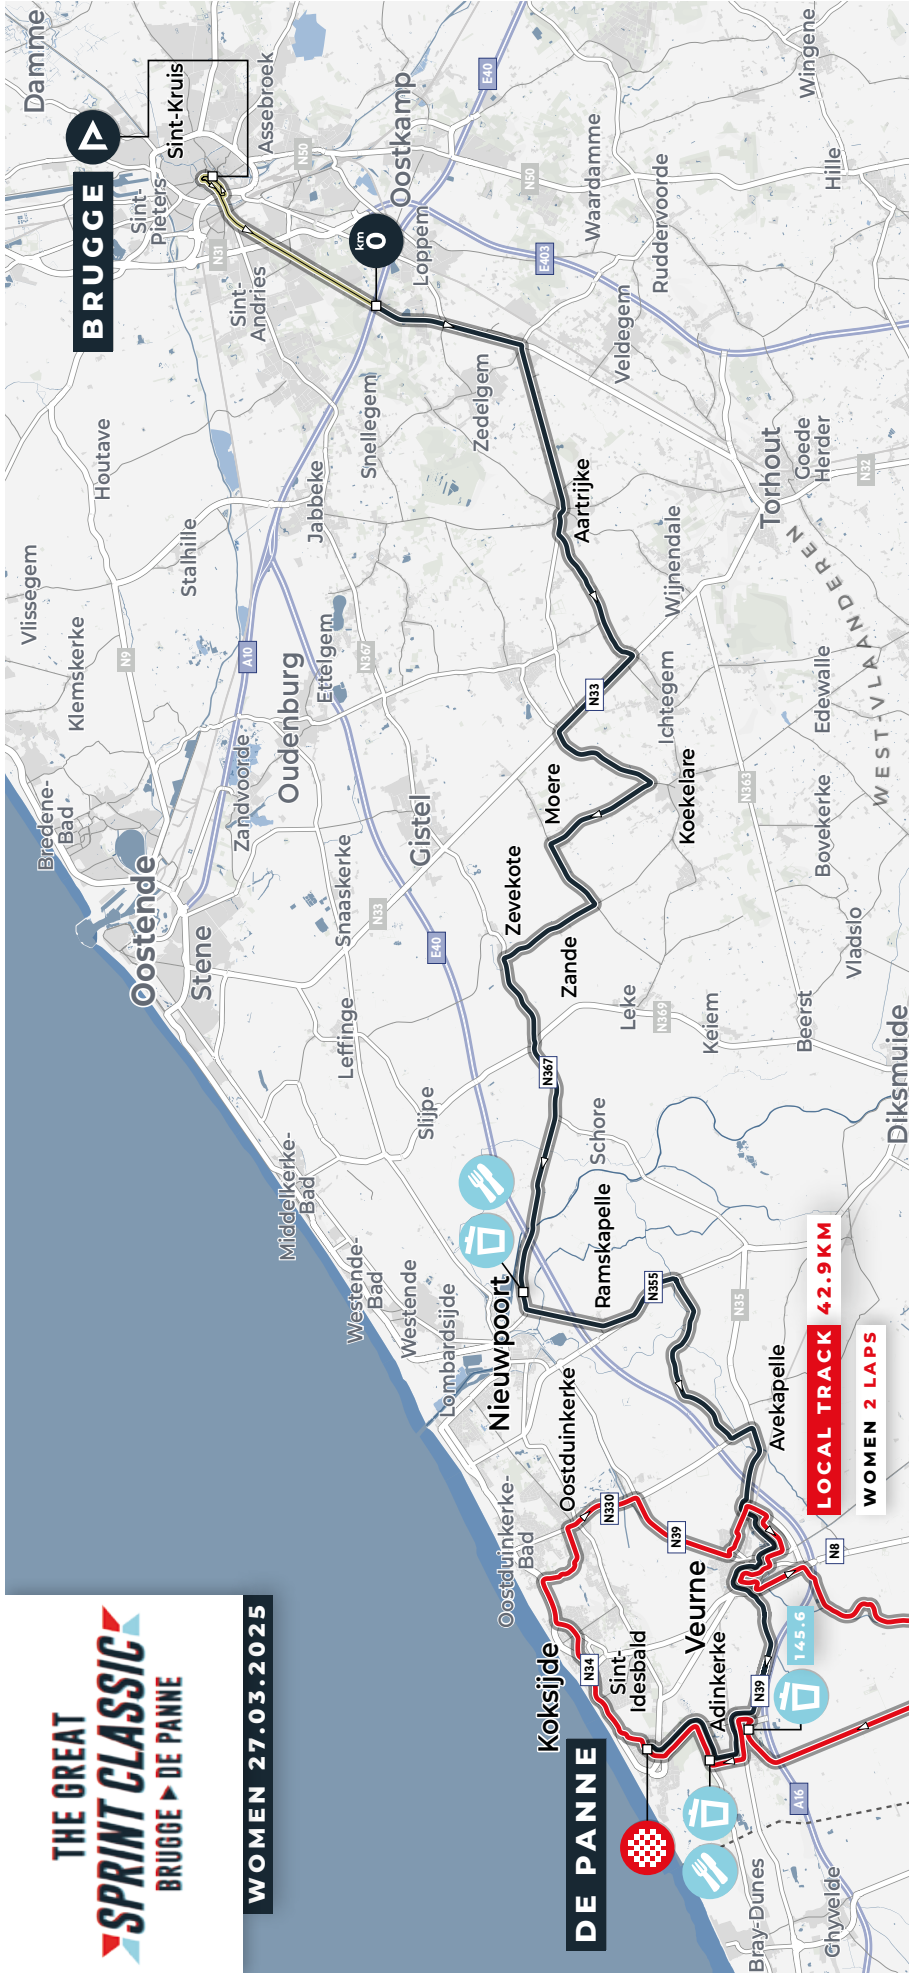 THE GREAT
SPRINT CLASSIC
BRUGGE DE PANNE
WOMEN 27.03.2025
DE PANNE
Koksijde
Sint-
Idesbald
Adinkerke
Veurne
Oostduinkerke-
Bad
Oostduinkerke
Nieuwpoort
Lombardsijde
Westende
Westende-
Bad
Middelkerke-
Bad
Slijpe
Leffinge
Ramskapelle
Schore
Avekapelle
LOCAL TRACK 42.9KM
WOMEN 2 LAPS
145.6
Bray-Dunes
Ghyvelde
A16
N39
N34
N330
N39
N8
N35
N355
N367
N369
E40
N33
Oostende
Stene
Bredene-
Bad
Snaaskerke
Zandvoorde
Oudenburg
Gistel
Ettelgem
Zevekote
Zande
Moere
Koekelare
Leke
Keiem
Beerst
Diksmuide
Vladslo
Bovekerke
Edewalle
Ichtegem
N363
N33
WEST-VLAANDEREN
Klemskerke
Vlissegem
N9
A10
N367
Stalhille
Houtave
Jabbeke
Snellegem
Zedelgem
Aartrijke
Wijnendale
Torhout
Goede
Herder
N32
Veldegem
Ruddervoorde
Waardamme
Hille
Wingene
E403
N50
Loppem
Oostkamp
km
0
E40
N50
Assebroek
Sint-Kruis
Sint-
Pieters
Sint-
Andries
N31
BRUGGE
Damme